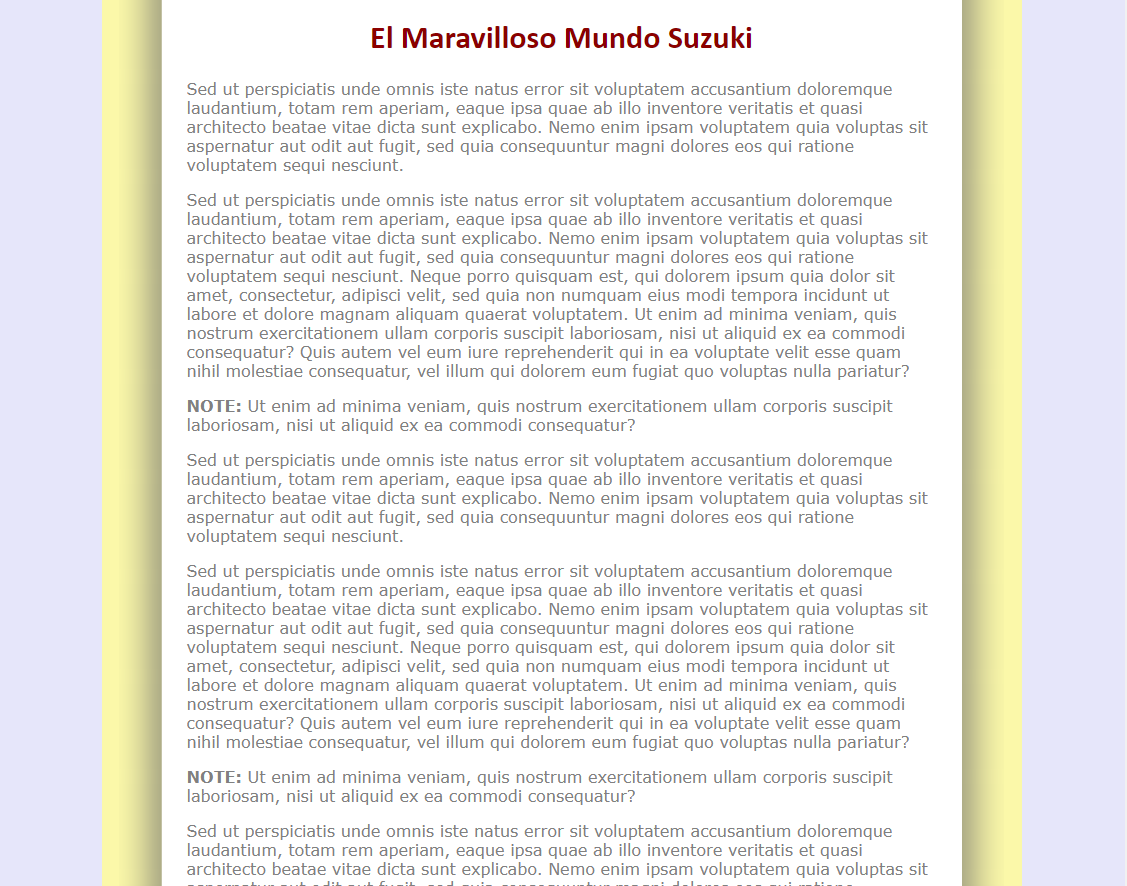 El Maravilloso Mundo Suzuki
Sed ut perspiciatis unde omnis iste natus error sit voluptatem accusantium doloremque
laudantium, totam rem aperiam, eaque ipsa quae ab illo inventore veritatis et quasi
architecto beatae vitae dicta sunt explicabo. Nemo enim ipsam voluptatem quia voluptas sit
aspernatur aut odit aut fugit, sed quia consequuntur magni dolores eos qui ratione
voluptatem sequi nesciunt.
Sed ut perspiciatis unde omnis iste natus error sit voluptatem accusantium doloremque
laudantium, totam rem aperiam, eaque ipsa quae ab illo inventore veritatis et quasi
architecto beatae vitae dicta sunt explicabo. Nemo enim ipsam voluptatem quia voluptas sit
aspernatur aut odit aut fugit, sed quia consequuntur magni dolores eos qui ratione
voluptatem sequi nesciunt. Neque porro quisquam est, qui dolorem ipsum quia dolor sit
amet, consectetur, adipisci velit, sed quia non numquam eius modi tempora incidunt ut
labore et dolore magnam aliquam quaerat voluptatem. Ut enim ad minima veniam, quis
nostrum exercitationem ullam corporis suscipit laboriosam, nisi ut aliquid ex ea commodi
consequatur? Quis autem vel eum iure reprehenderit qui in ea voluptate velit esse quam
nihil molestiae consequatur, vel illum qui dolorem eum fugiat quo voluptas nulla pariatur?
NOTE: Ut enim ad minima veniam, quis nostrum exercitationem ullam corporis suscipit
laboriosam, nisi ut aliquid ex ea commodi consequatur?
Sed ut perspiciatis unde omnis iste natus error sit voluptatem accusantium doloremque
laudantium, totam rem aperiam, eaque ipsa quae ab illo inventore veritatis et quasi
architecto beatae vitae dicta sunt explicabo. Nemo enim ipsam voluptatem quia voluptas sit
aspernatur aut odit aut fugit, sed quia consequuntur magni dolores eos qui ratione
voluptatem sequi nesciunt.
Sed ut perspiciatis unde omnis iste natus error sit voluptatem accusantium doloremque
laudantium, totam rem aperiam, eaque ipsa quae ab illo inventore veritatis et quasi
architecto beatae vitae dicta sunt explicabo. Nemo enim ipsam voluptatem quia voluptas sit
aspernatur aut odit aut fugit, sed quia consequuntur magni dolores eos qui ratione
voluptatem sequi nesciunt. Neque porro quisquam est, qui dolorem ipsum quia dolor sit
amet, consectetur, adipisci velit, sed quia non numquam eius modi tempora incidunt ut
labore et dolore magnam aliquam quaerat voluptatem. Ut enim ad minima veniam, quis
nostrum exercitationem ullam corporis suscipit laboriosam, nisi ut aliquid ex ea commodi
consequatur? Quis autem vel eum iure reprehenderit qui in ea voluptate velit esse quam
nihil molestiae consequatur, vel illum qui dolorem eum fugiat quo voluptas nulla pariatur?
NOTE: Ut enim ad minima veniam, quis nostrum exercitationem ullam corporis suscipit
laboriosam, nisi ut aliquid ex ea commodi consequatur?
Sed ut perspiciatis unde omnis iste natus error sit voluptatem accusantium doloremque
laudantium, totam rem aperiam, eaque ipsa quae ab illo inventore veritatis et quasi
architecto beatae vitae dicta sunt explicabo. Nemo enim ipsam voluptatem quia voluptas sit